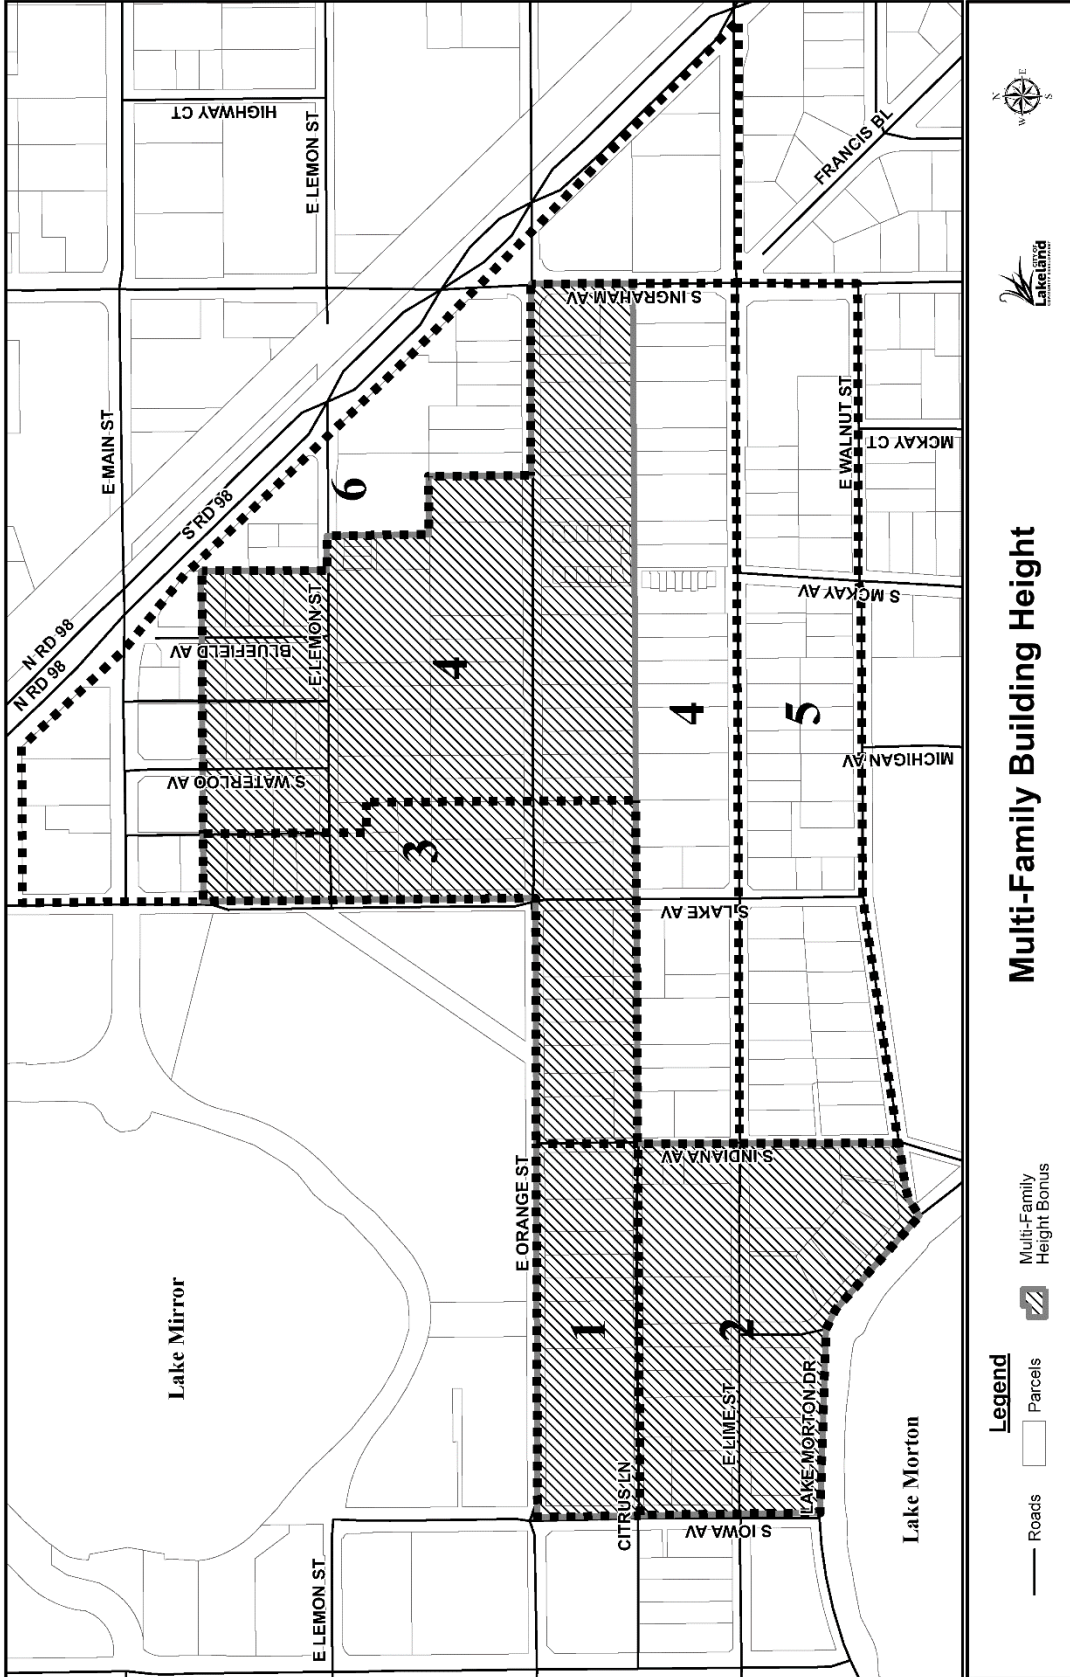 HIGHWAY CT
E LEMON ST
E MAIN ST
S RD 98
N RD 98
N RD 98
FRANCIS BL
S INGRAHAM AV
6
E WALNUT ST
MCKAY CT
S MCKAY AV
BLUEFIELD AV
E LEMON ST
4
4
5
MICHIGAN AV
S WATERLOO AV
3
S LAKE AV
S INDIANA AV
E ORANGE ST
Lake Mirror
1
2
E LIME ST
LAKE MORTON DR
CITRUS LN
S IOWA AV
Lake Morton
E LEMON ST
Legend
Roads
Parcels
Multi-Family
Height Bonus
Multi-Family Building Height
CITY OF
Lakeland
N
E
S
W